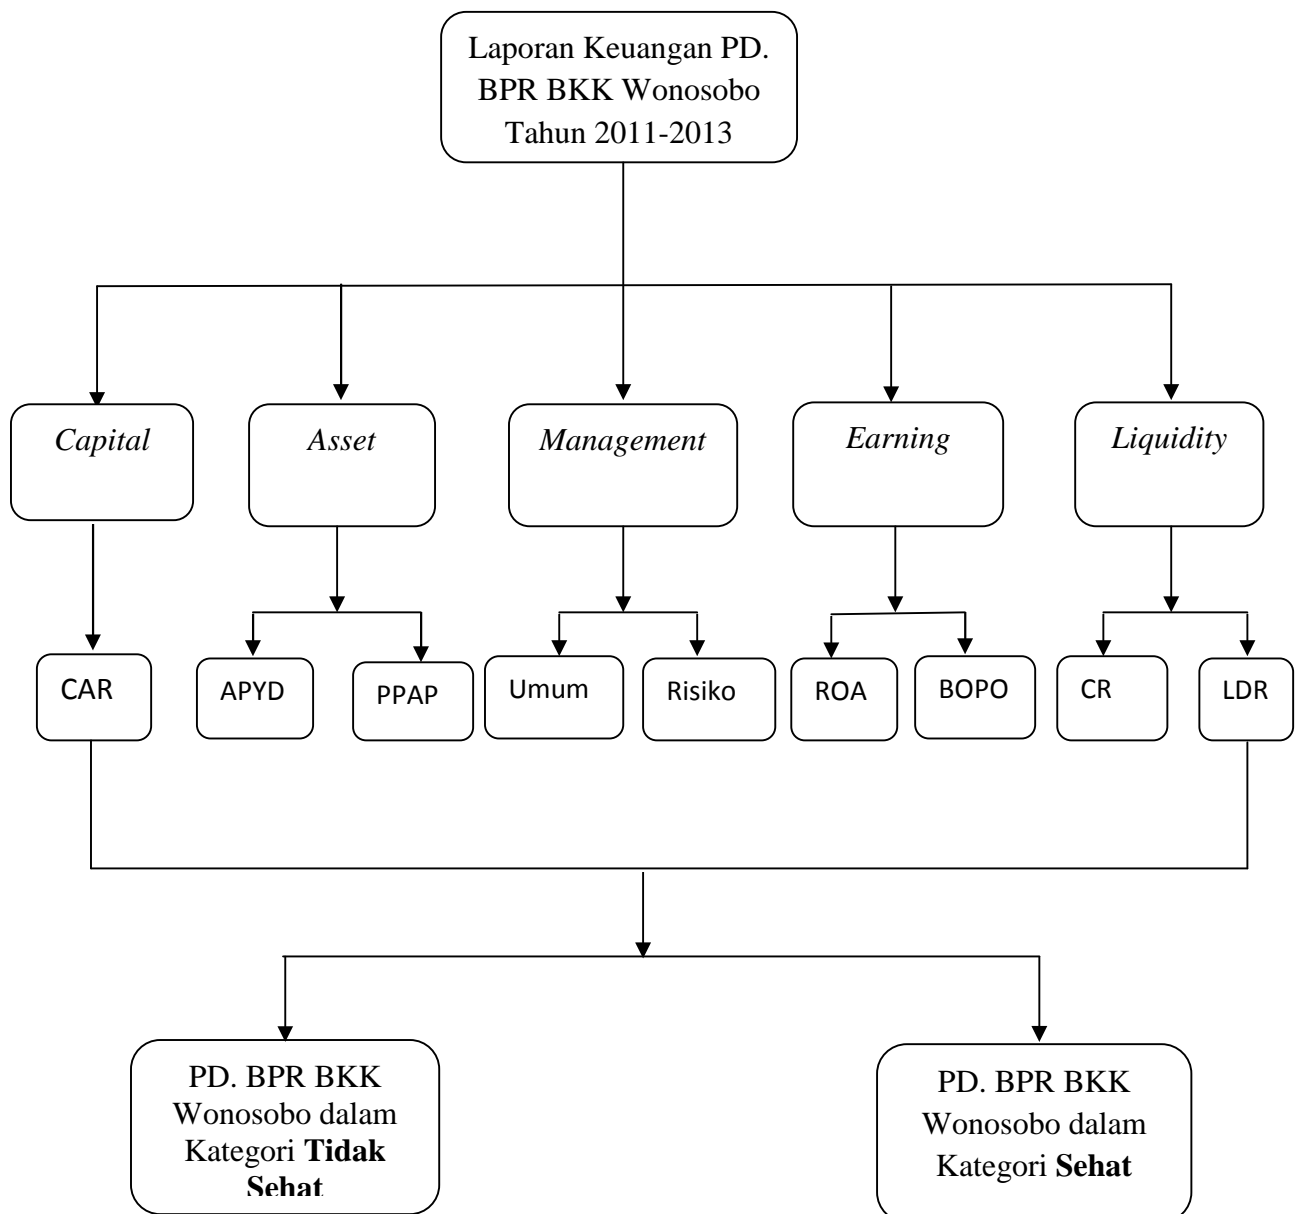 Laporan Keuangan PD.
BPR BKK Wonosobo
Tahun 2011-2013
Capital
Asset
Management
Earning
Liquidity
CAR
APYD
PPAP
Umum
Risiko
ROA
BOPO
CR
LDR
PD. BPR BKK
Wonosobo dalam
Kategori Tidak
Sehat
PD. BPR BKK
Wonosobo dalam
Kategori Sehat